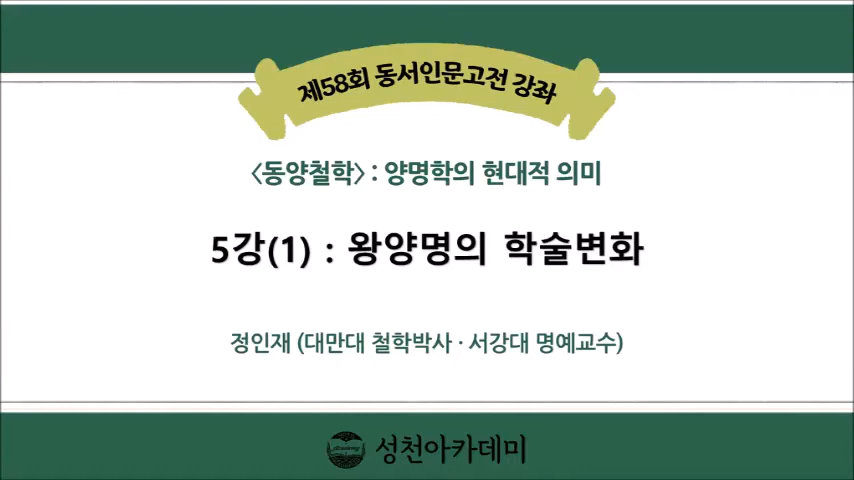 제58회 동서인문고전 강좌
〈동양철학〉 : 양명학의 현대적 의미
5강(1) : 왕양명의 학술변화
정인재 (대만대 철학박사 · 서강대 명예교수)
성천아카데미